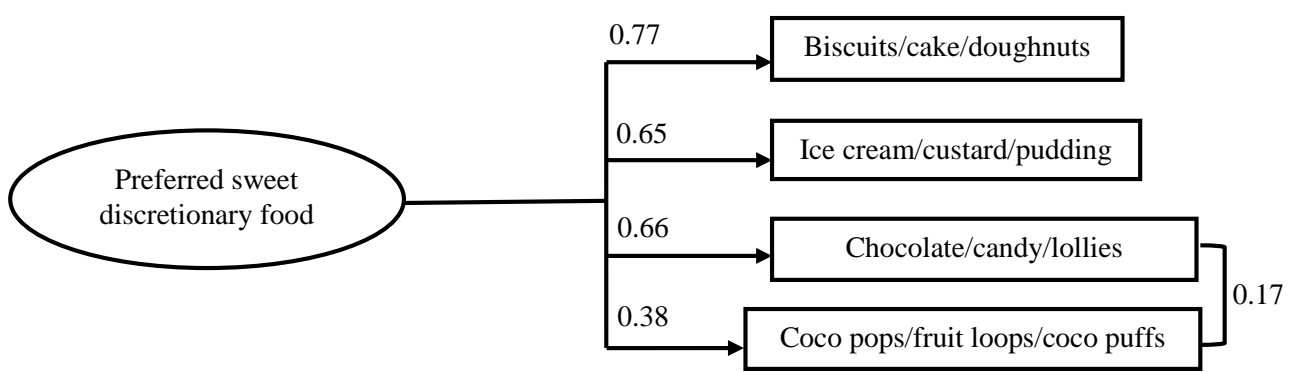 0.77
Biscuits/cake/doughnuts
0.65
Ice cream/custard/pudding
Preferred sweet
discretionary food
0.66
Chocolate/candy/lollies
0.17
0.38
Coco pops/fruit loops/coco puffs